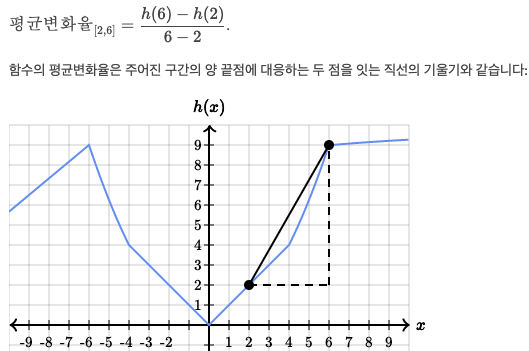 평균변화율[2,6] = h(6) − h(2) / 6 − 2 .
함수의 평균변화율은 주어진 구간의 양 끝점에 대응하는 두 점을 잇는 직선의 기울기와 같습니다:
h(x)
9
8
7
6
5
4
3
2
1
x
-9 -8 -7 -6 -5 -4 -3 -2 1 2 3 4 5 6 7 8 9